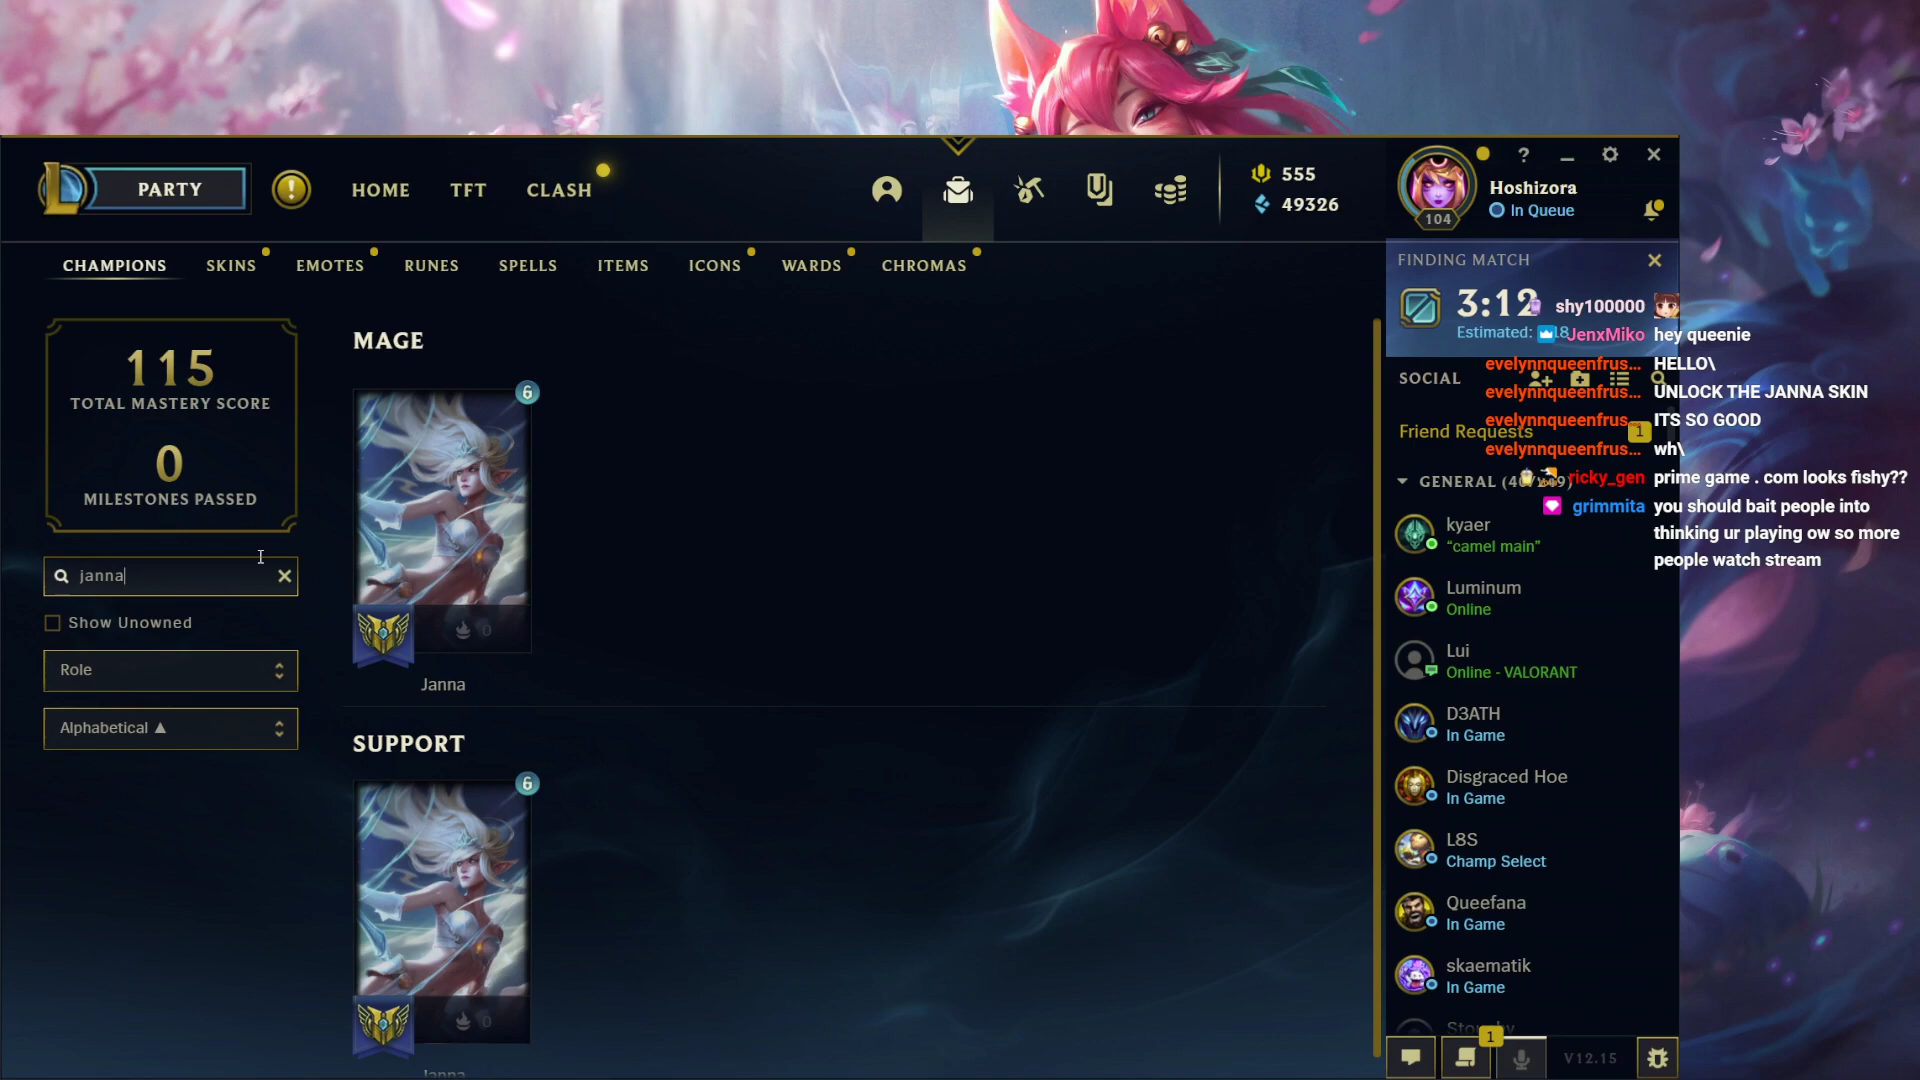 PARTY
HOME
TFT
CLASH
555
49326
104
?
Hoshizora
In Queue
CHAMPIONS
SKINS
EMOTES
RUNES
SPELLS
ITEMS
ICONS
WARDS
CHROMAS
115
TOTAL MASTERY SCORE
0
MILESTONES PASSED
janna
Show Unowned
Role
Alphabetical ▲
MAGE
6
0
Janna
SUPPORT
6
0
Janna
FINDING MATCH
3:12
Estimated:
SOCIAL
Friend Requests
1
GENERAL
kyaer
“camel main”
Luminum
Online
Lui
Online - VALORANT
D3ATH
In Game
Disgraced Hoe
In Game
L8S
Champ Select
Queefana
In Game
skaematik
In Game
1
V12.15
shy100000
JenxMiko hey queenie
evelynnqueenfrus... HELLO\
evelynnqueenfrus... UNLOCK THE JANNA SKIN
evelynnqueenfrus... ITS SO GOOD
evelynnqueenfrus... wh\
ricky_gen prime game . com looks fishy??
grimmita you should bait people into
thinking ur playing ow so more
people watch stream